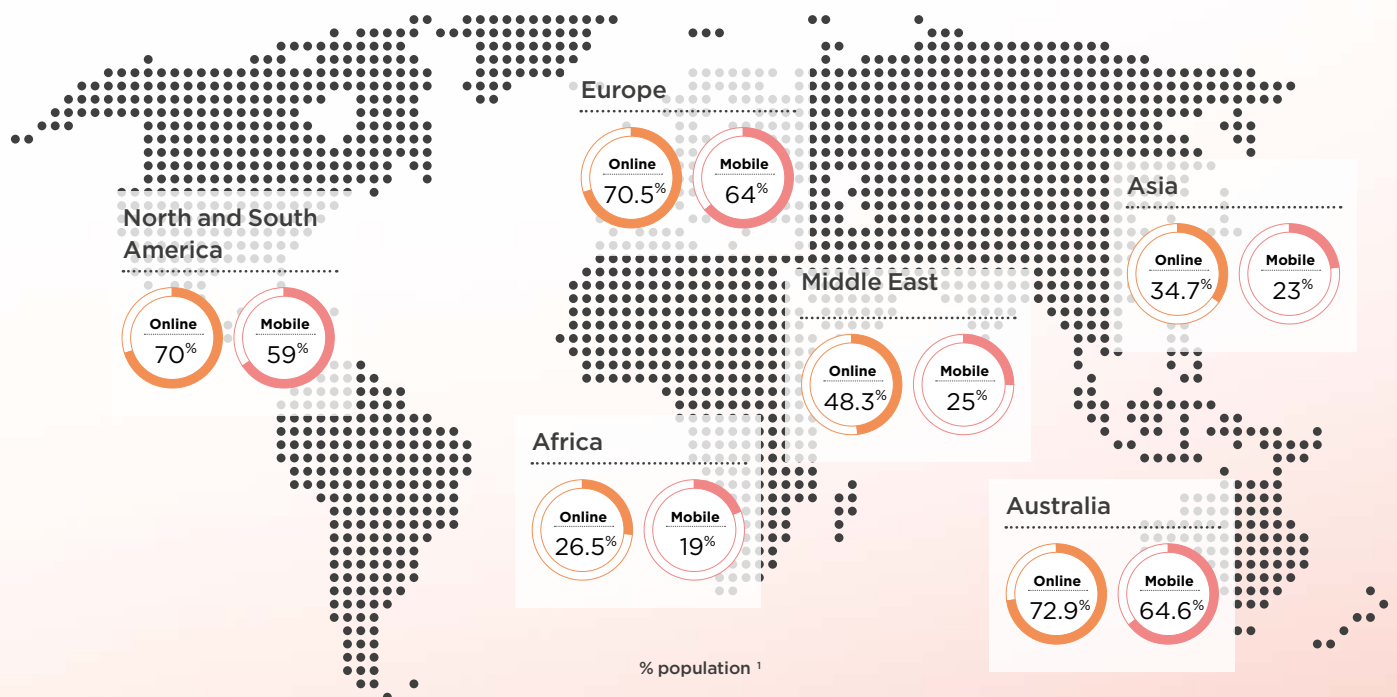 Europe
Online
70.5%
Mobile
64%
Asia
Online
34.7%
Mobile
23%
North and South
America
Online
70%
Mobile
59%
Middle East
Online
48.3%
Mobile
25%
Africa
Online
26.5%
Mobile
19%
Australia
Online
72.9%
Mobile
64.6%
% population ¹